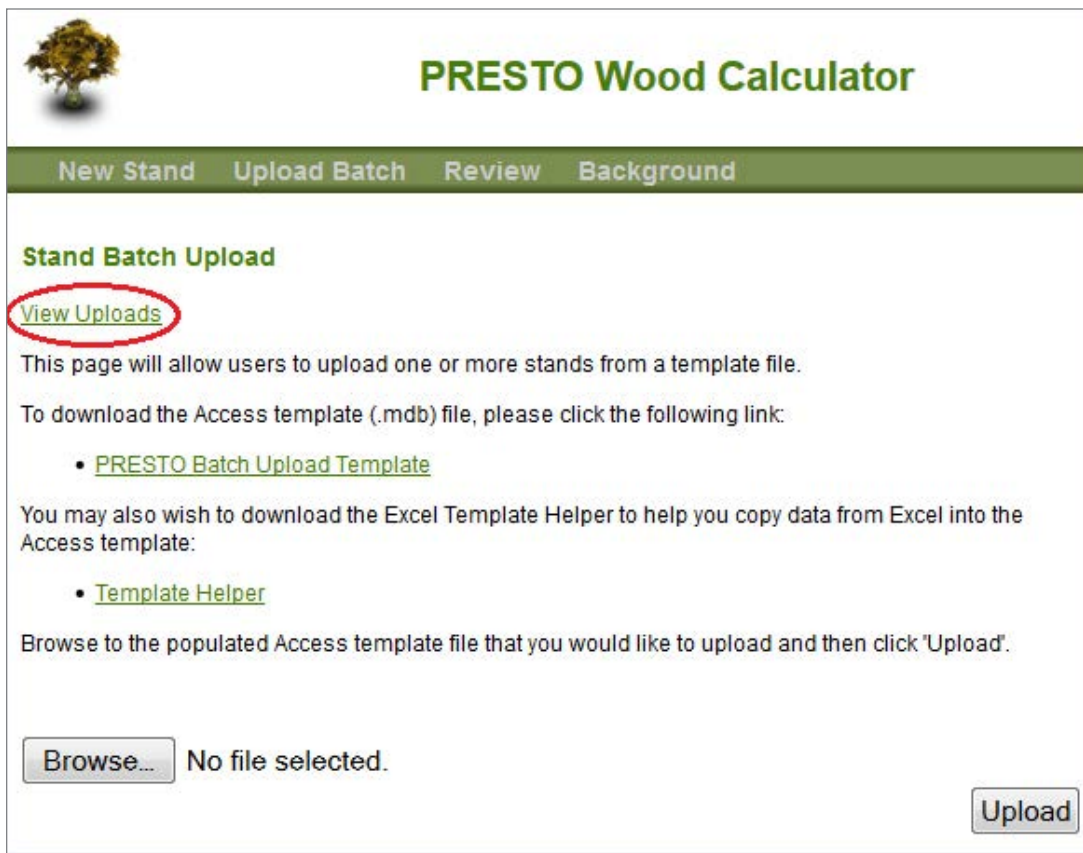 PRESTO Wood Calculator
New Stand Upload Batch Review Background
Stand Batch Upload
View Uploads
This page will allow users to upload one or more stands from a template file.
To download the Access template (.mdb) file, please click the following link:
• PRESTO Batch Upload Template
You may also wish to download the Excel Template Helper to help you copy data from Excel into the
Access template:
• Template Helper
Browse to the populated Access template file that you would like to upload and then click 'Upload'.
Browse... No file selected.
Upload